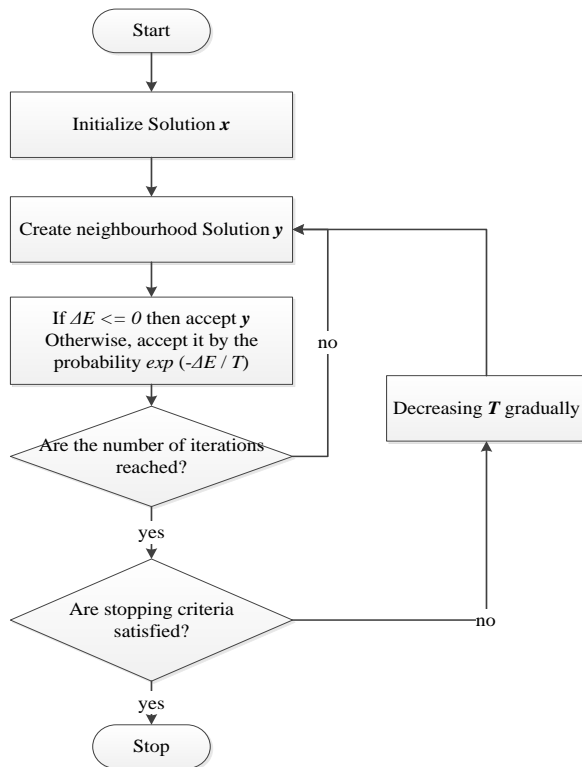 Start
Initialize Solution x
Create neighbourhood Solution y
If ΔE <= 0 then accept y
Otherwise, accept it by the
probability exp (-ΔE / T)
no
Decreasing T gradually
Are the number of iterations
reached?
yes
Are stopping criteria
satisfied?
no
yes
Stop